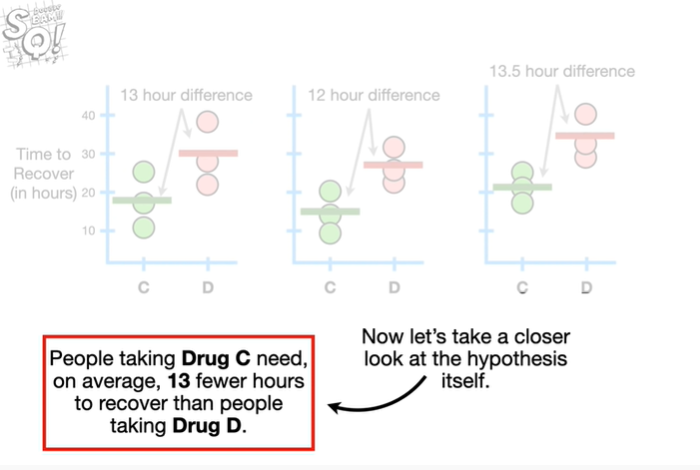 SQ!
13.5 hour difference
13 hour difference
12 hour difference
40
30
20
10
Time to
Recover
(in hours)
C
D
C
D
C
D
People taking Drug C need,
on average, 13 fewer hours
to recover than people
taking Drug D.
Now let's take a closer
look at the hypothesis
itself.